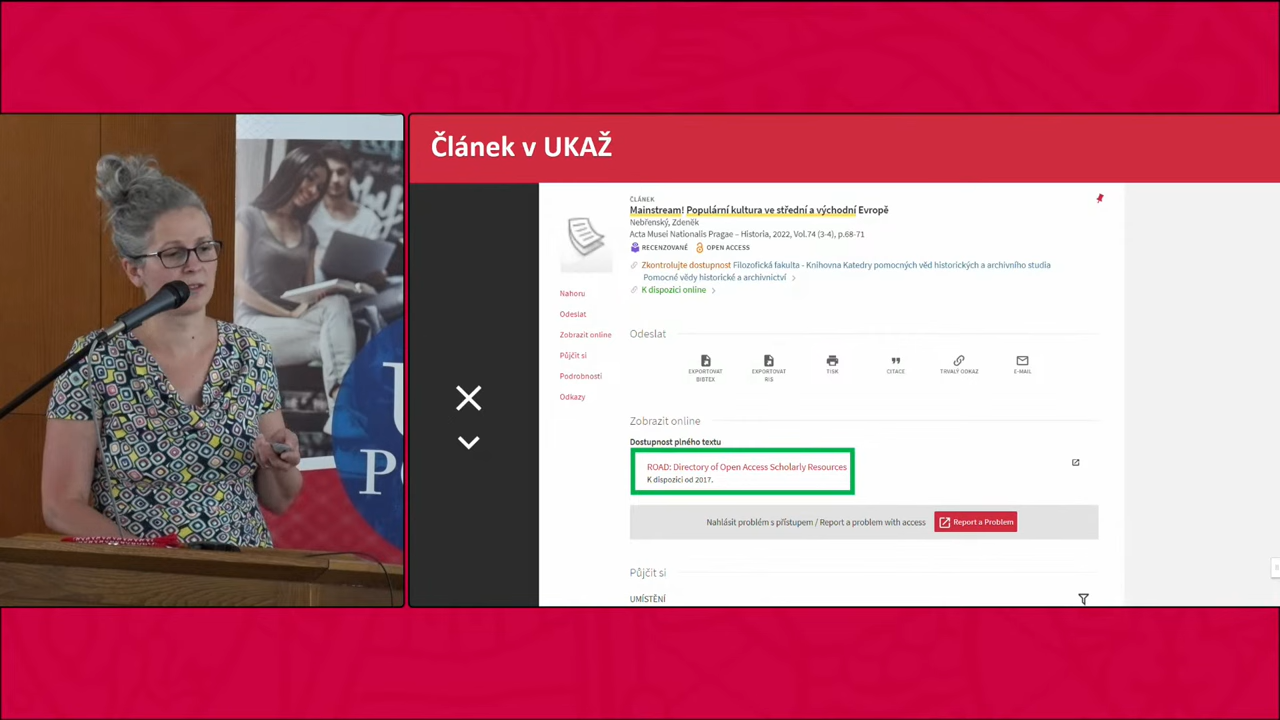 Článek v UKAŽ
ČLÁNEK
Mainstream! Populární kultura ve střední a východní Evropě
Nebřenský, Zdeněk
Acta Musei Nationalis Pragae – Historia, 2022, Vol.74 (3-4), p.68-71
RECENZOVANÉ OPEN ACCESS
Zkontrolujte dostupnost Filozofická fakulta - Knihovna Katedry pomocných věd historických a archivního studia
Pomocné vědy historické a archivnictví
K dispozici online
Nahoru
Odeslat
Zobrazit online
Půjčit si
Podrobnosti
Odkazy
Odeslat
EXPORTOVAT BIBTEX
EXPORTOVAT RIS
TISK
CITACE
TRVALÝ ODKAZ
E-MAIL
Zobrazit online
Dostupnost plného textu
ROAD: Directory of Open Access Scholarly Resources
K dispozici od 2017.
Nahlásit problém s přístupem / Report a problem with access
Report a Problem
Půjčit si
UMÍSTĚNÍ